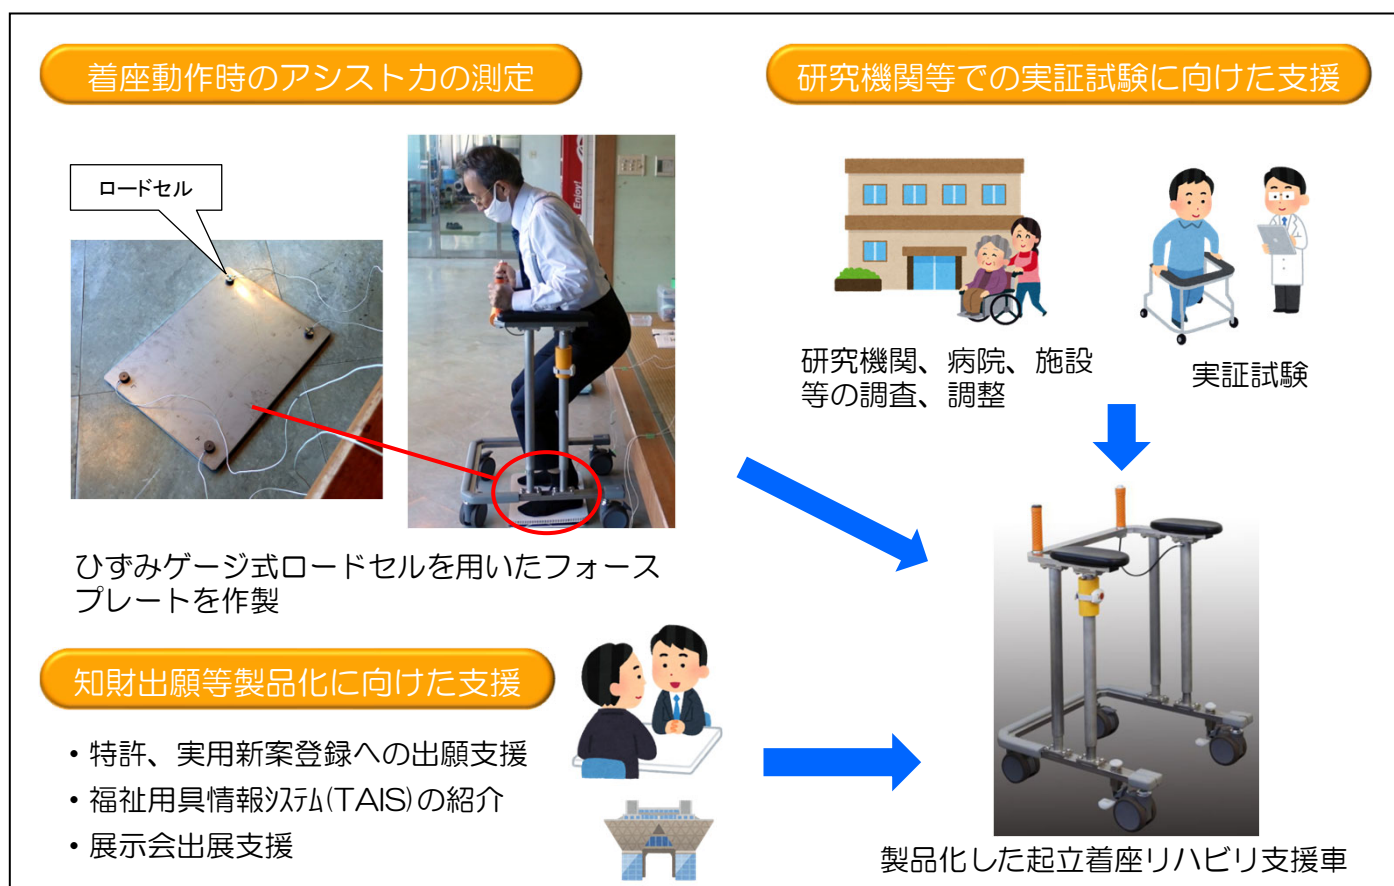 着座動作時のアシスト力の測定
ロードセル
Enjoy!
ひずみゲージ式ロードセルを用いたフォース
プレートを作製
研究機関等での実証試験に向けた支援
研究機関、病院、施設
等の調査、調整
実証試験
知財出願等製品化に向けた支援
・特許、実用新案登録への出願支援
・福祉用具情報ｼｽﾃﾑ(TAIS)の紹介
・展示会出展支援
製品化した起立着座リハビリ支援車